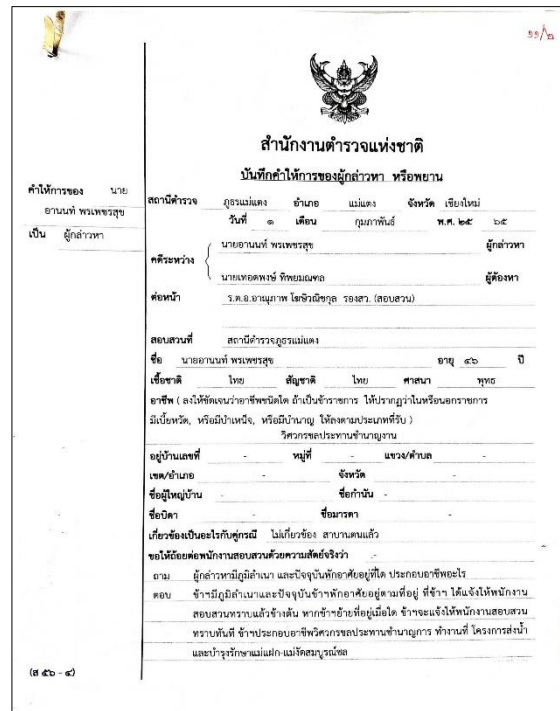 ๑๑/๒
สำนักงานตำรวจแห่งชาติ
บันทึกคำให้การของผู้กล่าวหา หรือพยาน
คำให้การของ นาย
อานนท์ พรเพชรสุข
เป็น ผู้กล่าวหา
สถานีตำรวจ ภูธรแม่แตง อำเภอ แม่แตง จังหวัด เชียงใหม่
วันที่ ๑ เดือน กุมภาพันธ์ พ.ศ. ๒๕ ๖๕
คดีระหว่าง
นายอานนท์ พรเพชรสุข ผู้กล่าวหา
นายเทอดพงษ์ ทิพยมณฑล ผู้ต้องหา
ต่อหน้า ร.ต.อ.อาณุภาพ โฆษิวณิชกุล รองสว. (สอบสวน)
สอบสวนที่ สถานีตำรวจภูธรแม่แตง
ชื่อ นายอานนท์ พรเพชรสุข อายุ ๔๖ ปี
เชื้อชาติ ไทย สัญชาติ ไทย ศาสนา พุทธ
อาชีพ ( ลงให้ชัดเจนว่าอาชีพชนิดใด ถ้าเป็นข้าราชการ ให้ปรากฏว่าในหรือนอกราชการ
มีเบี้ยหวัด, หรือมีบำเหน็จ, หรือมีบำนาญ ให้ลงตามประเภทที่รับ )
วิศวกรชลประทานชำนาญงาน
อยู่บ้านเลขที่ - หมู่ที่ - แขวง/ตำบล -
เขต/อำเภอ - จังหวัด -
ชื่อผู้ใหญ่บ้าน - ชื่อกำนัน -
ชื่อบิดา - ชื่อมารดา -
เกี่ยวข้องเป็นอะไรกับคู่กรณี ไม่เกี่ยวข้อง สาบานตนแล้ว
ขอให้ถ้อยต่อพนักงานสอบสวนด้วยความสัตย์จริงว่า .-
ถาม ผู้กล่าวหามีภูมิลำเนา และปัจจุบันพักอาศัยอยู่ที่ใด ประกอบอาชีพอะไร
ตอบ ข้าฯมีภูมิลำเนาและปัจจุบันข้าฯพักอาศัยอยู่ตามที่อยู่ ที่ข้าฯ ได้แจ้งให้พนักงาน
สอบสวนทราบแล้วข้างต้น หากข้าฯย้ายที่อยู่เมื่อใด ข้าฯจะแจ้งให้พนักงานสอบสวน
ทราบทันที ข้าฯประกอบอาชีพวิศวกรชลประทานชำนาญการ ทำงานที่ โครงการส่งน้ำ
และบำรุงรักษาแม่แฝก-แม่งัดสมบูรณ์ชล
(ส ๕๖ - ๔)